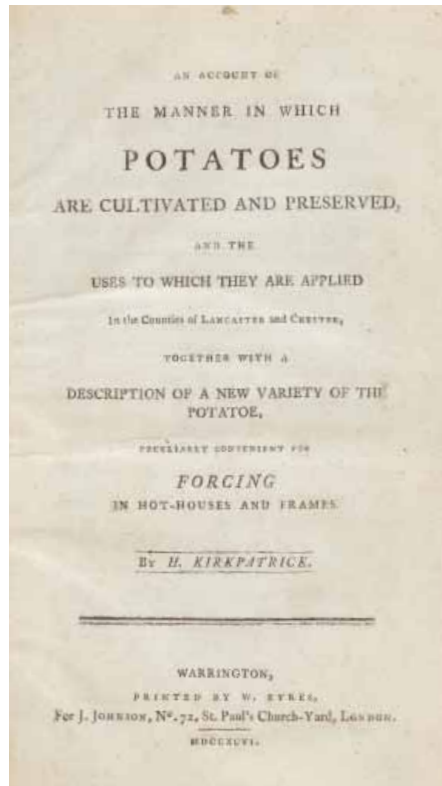 AN ACCOUNT OF
THE MANNER IN WHICH
POTATOES
ARE CULTIVATED AND PRESERVED,
AND THE
USES TO WHICH THEY ARE APPLIED
In the Counties of LANCASTER and CHESTER,
TOGETHER WITH A
DESCRIPTION OF A NEW VARIETY OF THE
POTATOE,
PECULIARLY CONVENIENT FOR
FORCING
IN HOT-HOUSES AND FRAMES.
By H. KIRKPATRICK.
WARRINGTON,
PRINTED BY W. EYRES,
For J. JOHNSON, Nº. 72, St. Paul's Church-Yard, LONDON.
MDCCXCVI.